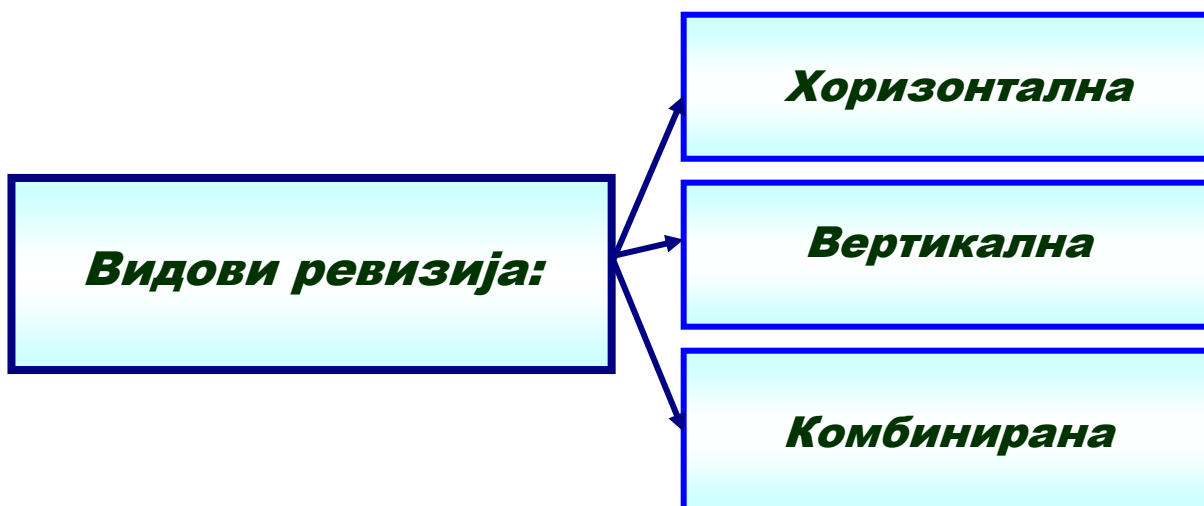 Видови ревизија:
Хоризонтална
Вертикална
Комбинирана